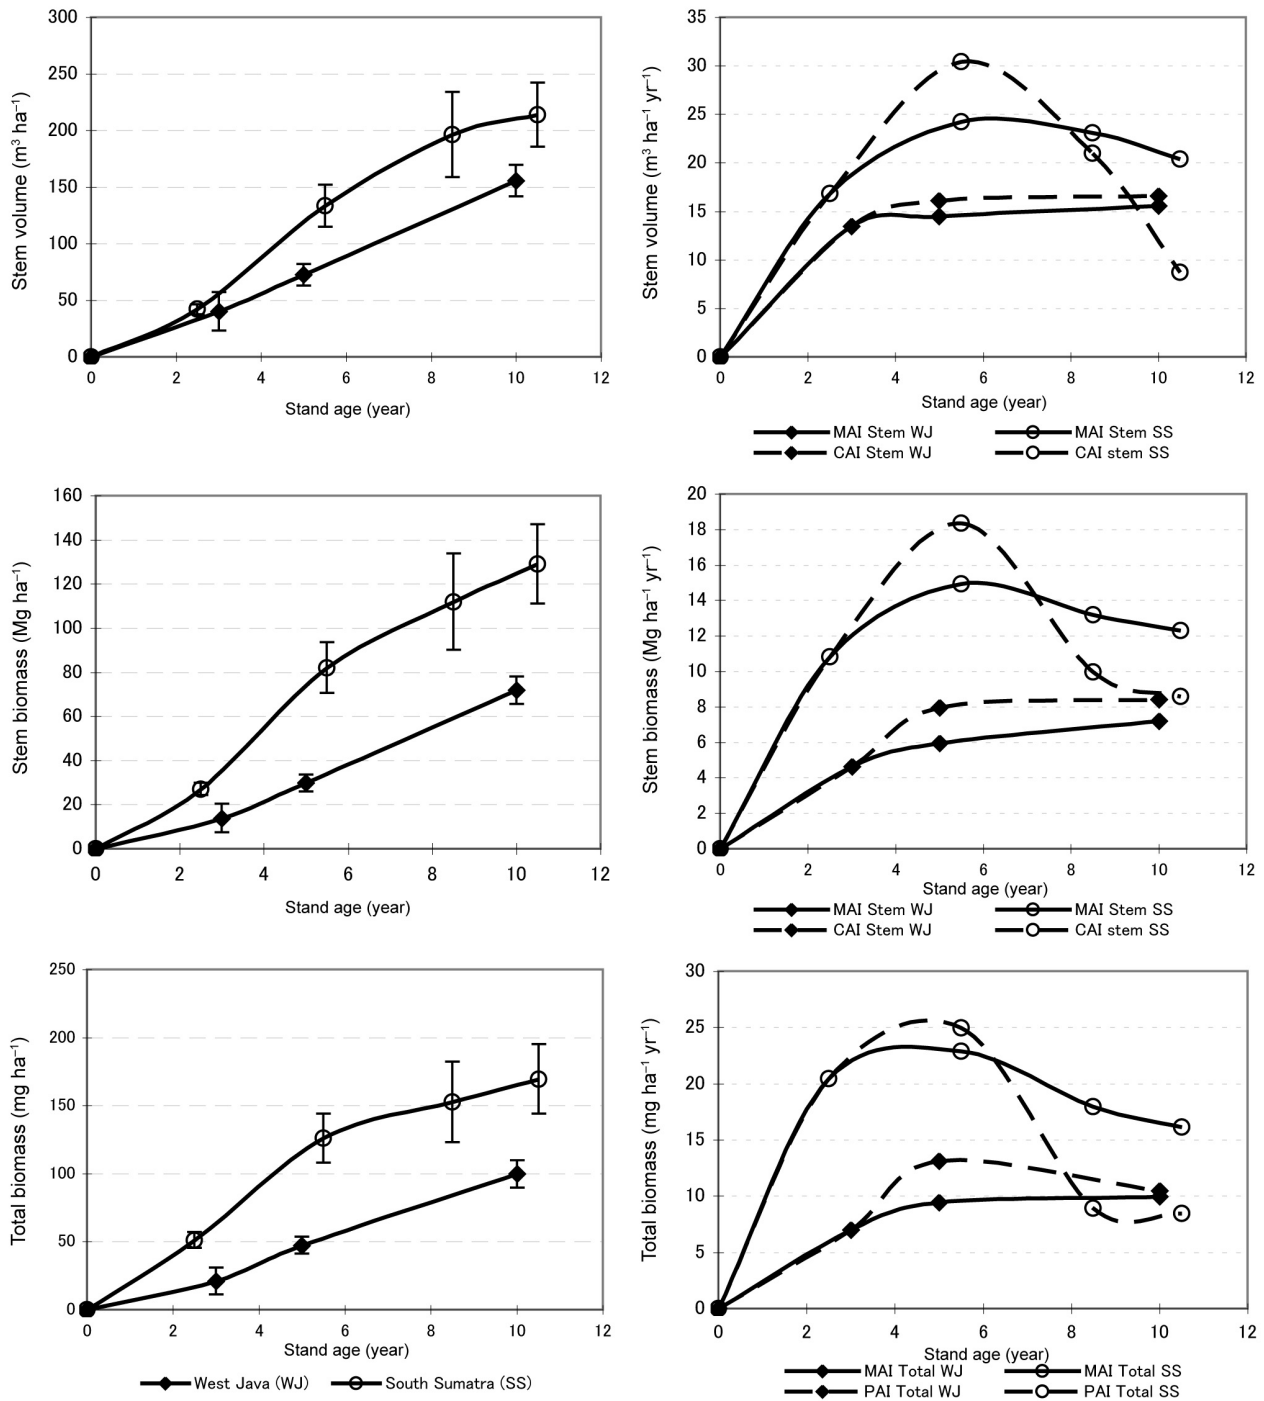 300
250
200
150
100
50
0
0 2 4 6 8 10 12
Stem volume (m³ ha⁻¹)
Stand age (year)
35
30
25
20
15
10
5
0
0 2 4 6 8 10 12
Stem volume (m³ ha⁻¹ yr⁻¹)
Stand age (year)
MAI Stem WJ MAI Stem SS
CAI Stem WJ CAI stem SS
160
140
120
100
80
60
40
20
0
0 2 4 6 8 10 12
Stem biomass (Mg ha⁻¹)
Stand age (year)
20
18
16
14
12
10
8
6
4
2
0
0 2 4 6 8 10 12
Stem biomass (Mg ha⁻¹ yr⁻¹)
Stand age (year)
MAI Stem WJ MAI Stem SS
CAI Stem WJ CAI stem SS
250
200
150
100
50
0
0 2 4 6 8 10 12
Total biomass (mg ha⁻¹)
Stand age (year)
West Java (WJ) South Sumatra (SS)
30
25
20
15
10
5
0
0 2 4 6 8 10 12
Total biomass (mg ha⁻¹ yr⁻¹)
Stand age (year)
MAI Total WJ MAI Total SS
PAI Total WJ PAI Total SS